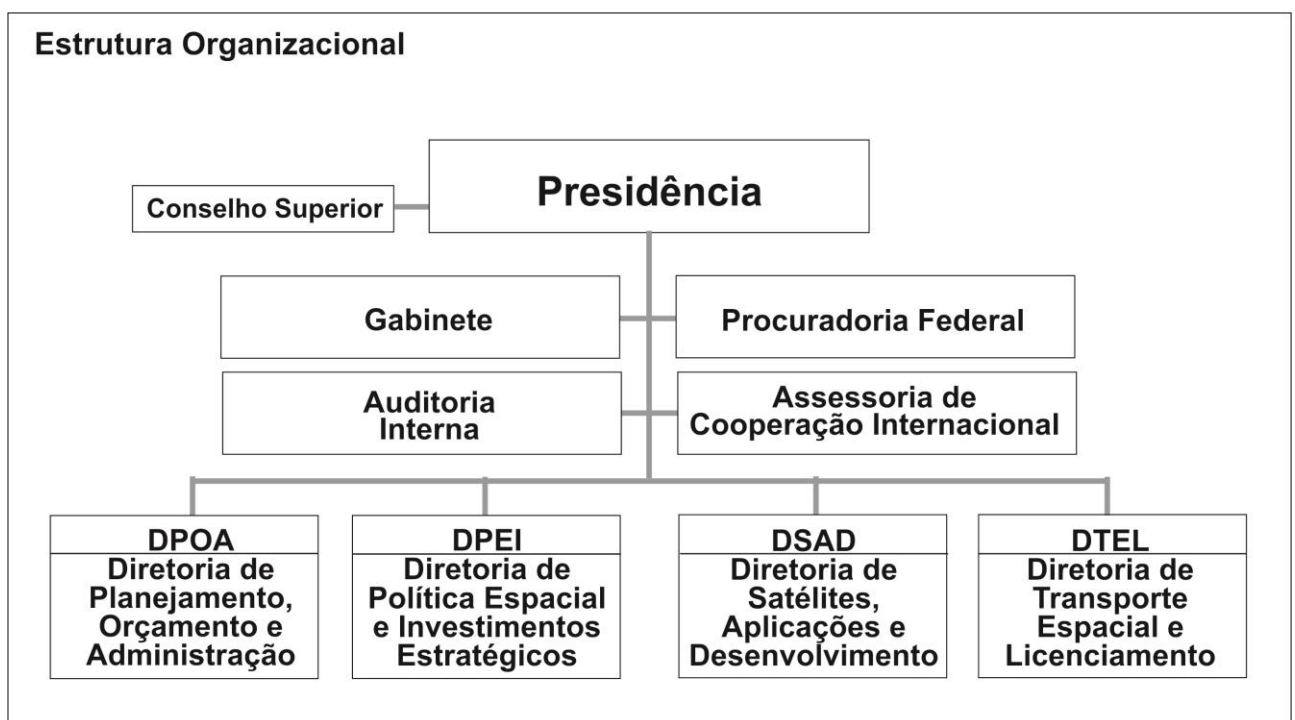 Estrutura Organizacional
Presidência
Conselho Superior
Gabinete
Procuradoria Federal
Auditoria
Interna
Assessoria de
Cooperação Internacional
DPOA
Diretoria de
Planejamento,
Orçamento e
Administração
DPEI
Diretoria de
Política Espacial
e Investimentos
Estratégicos
DSAD
Diretoria de
Satélites,
Aplicações e
Desenvolvimento
DTEL
Diretoria de
Transporte
Espacial e
Licenciamento